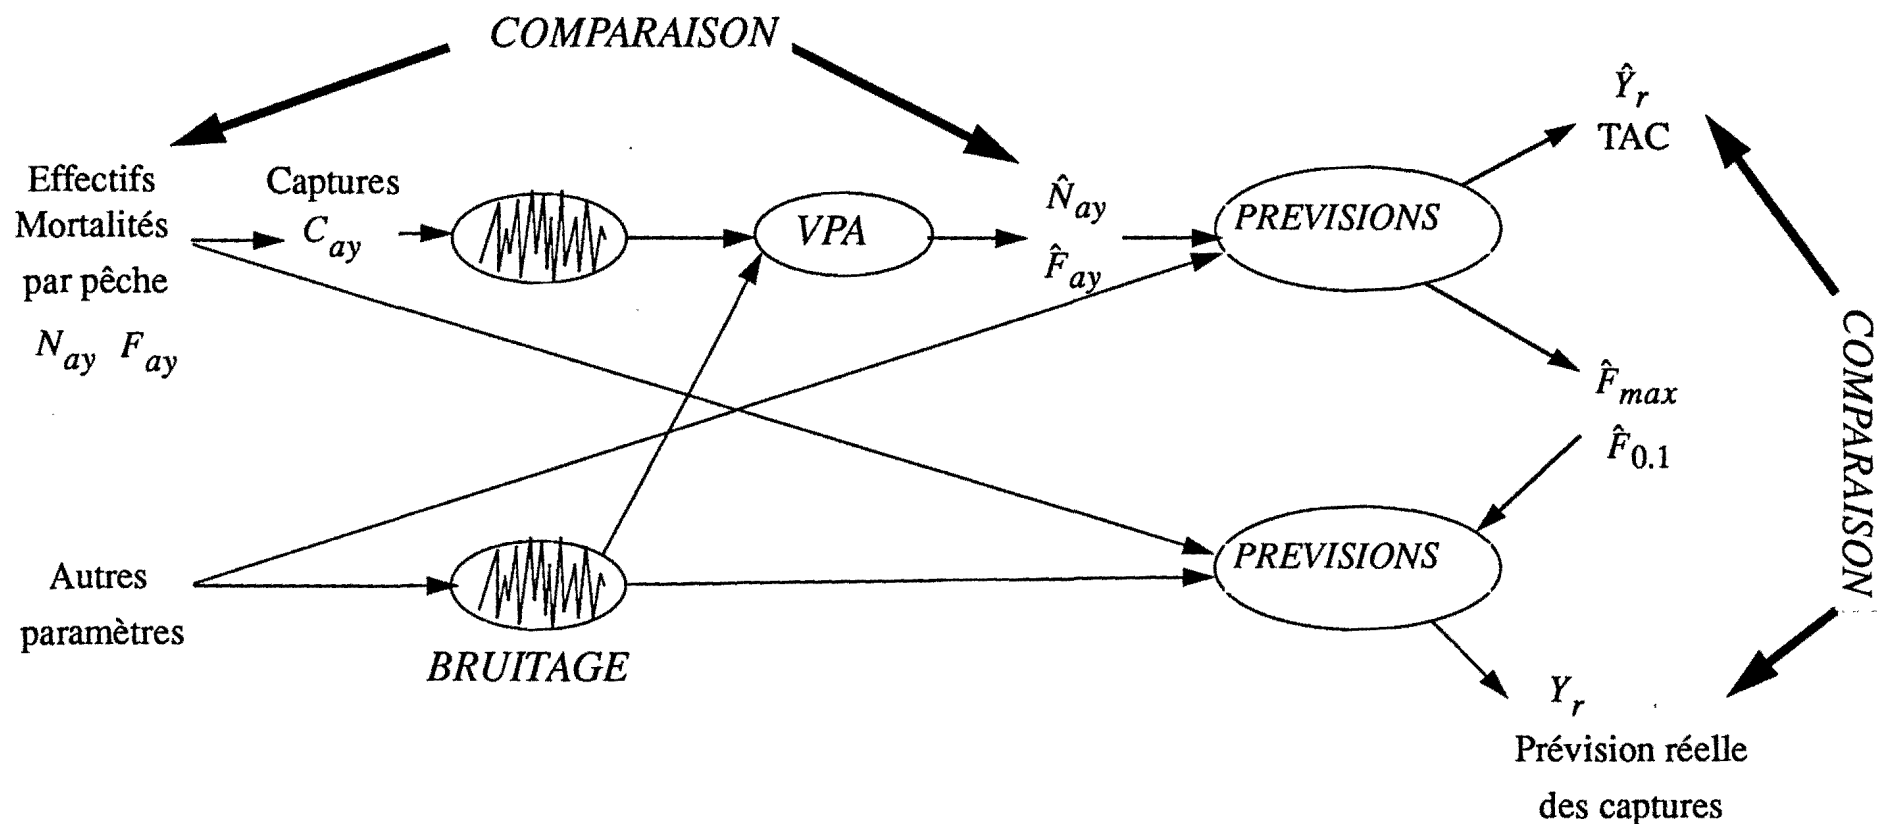 COMPARAISON
Ŷr
TAC
Effectifs
Mortalités
par pêche
Nay Fay
Captures
Cay
VPA
N̂ay
F̂ay
PREVISIONS
F̂max
F̂0.1
COMPARAISON
Autres
paramètres
BRUITAGE
PREVISIONS
Yr
Prévision réelle
des captures